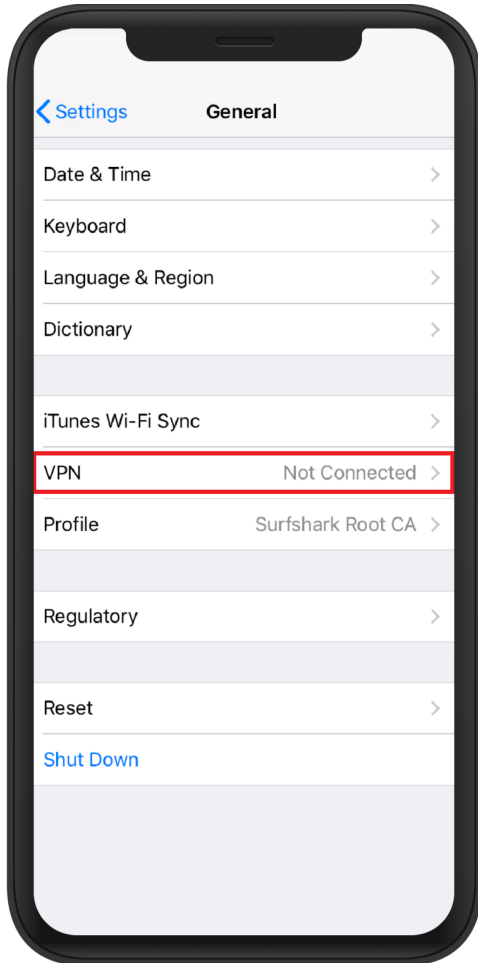 Settings General
Date & Time
Keyboard
Language & Region
Dictionary
iTunes Wi-Fi Sync
VPN Not Connected
Profile Surfshark Root CA
Regulatory
Reset
Shut Down